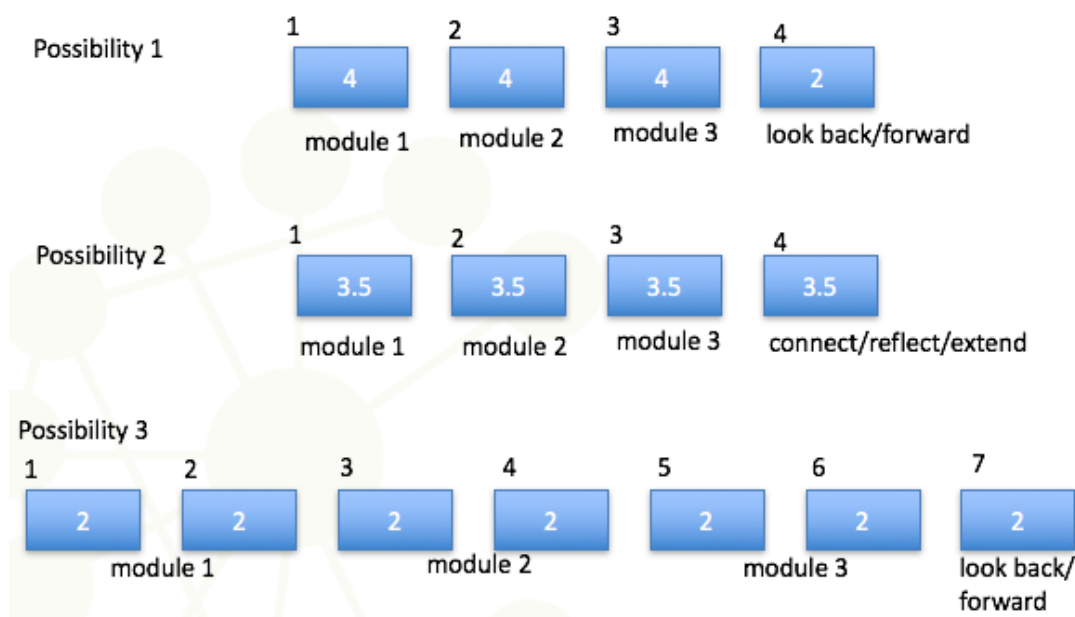 Possibility 1
1 2 3 4
4 4 4 2
module 1 module 2 module 3 look back/forward
Possibility 2
1 2 3 4
3.5 3.5 3.5 3.5
module 1 module 2 module 3 connect/reflect/extend
Possibility 3
1 2 3 4 5 6 7
2 2 2 2 2 2 2
module 1 module 2 module 3 look back/
forward